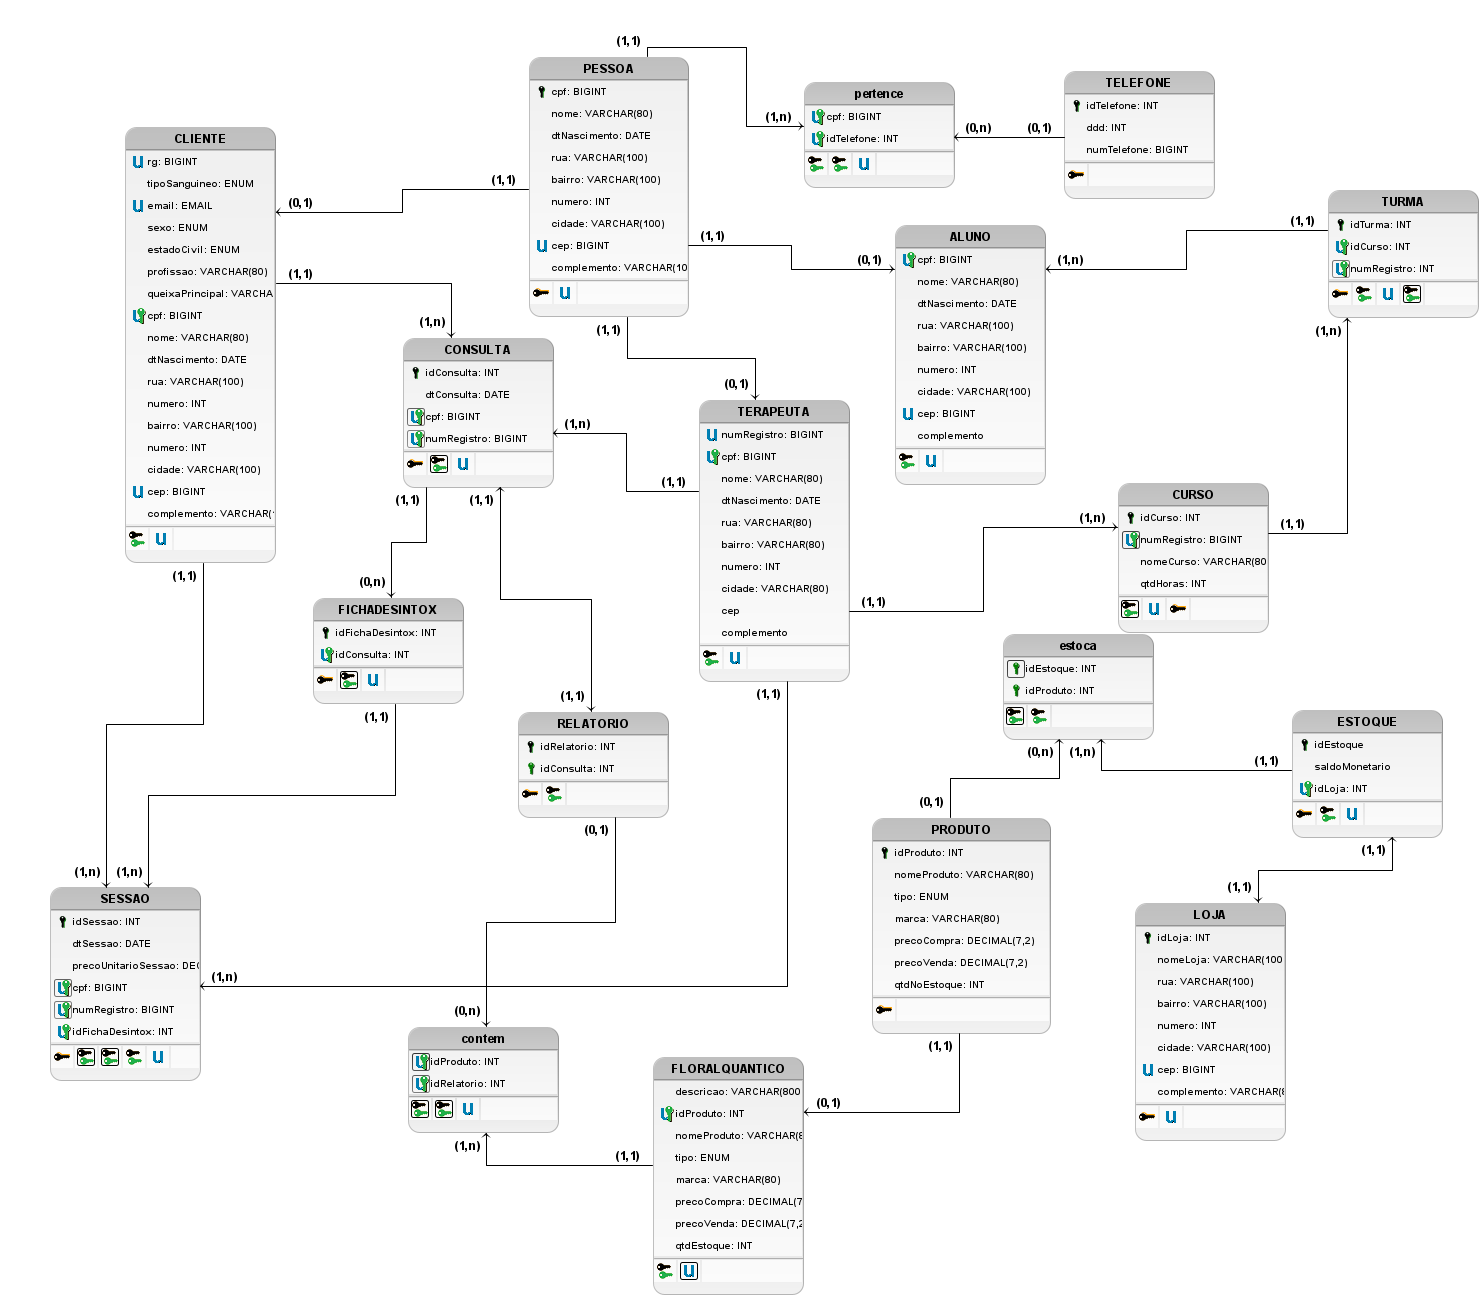 PESSOA
cpf: BIGINT
nome: VARCHAR(80)
dtNascimento: DATE
rua: VARCHAR(100)
bairro: VARCHAR(100)
numero: INT
cidade: VARCHAR(100)
cep: BIGINT
complemento: VARCHAR(10
(1,1)
(1,1)
(1,1)
(1,1)
pertence
cpf: BIGINT
idTelefone: INT
(1,n)
(0,n)
(0,1)
TELEFONE
idTelefone: INT
ddd: INT
numTelefone: BIGINT
CLIENTE
rg: BIGINT
tipoSanguineo: ENUM
email: EMAIL
sexo: ENUM
estadoCivil: ENUM
profissao: VARCHAR(80)
queixaPrincipal: VARCHA
cpf: BIGINT
nome: VARCHAR(80)
dtNascimento: DATE
rua: VARCHAR(100)
numero: INT
bairro: VARCHAR(100)
numero: INT
cidade: VARCHAR(100)
cep: BIGINT
complemento: VARCHAR(
(0,1)
(1,1)
(1,1)
TURMA
idTurma: INT
idCurso: INT
numRegistro: INT
(1,1)
(1,n)
ALUNO
cpf: BIGINT
nome: VARCHAR(80)
dtNascimento: DATE
rua: VARCHAR(100)
bairro: VARCHAR(100)
numero: INT
cidade: VARCHAR(100)
cep: BIGINT
complemento
(0,1)
(1,n)
CONSULTA
idConsulta: INT
dtConsulta: DATE
cpf: BIGINT
numRegistro: BIGINT
(1,n)
(1,n)
(1,1)
(1,1)
TERAPEUTA
numRegistro: BIGINT
cpf: BIGINT
nome: VARCHAR(80)
dtNascimento: DATE
rua: VARCHAR(80)
bairro: VARCHAR(80)
numero: INT
cidade: VARCHAR(80)
cep
complemento
(0,1)
(1,1)
(1,1)
(1,1)
CURSO
idCurso: INT
numRegistro: BIGINT
nomeCurso: VARCHAR(80
qtdHoras: INT
(1,n)
(1,1)
FICHADESINTOX
idFichaDesintox: INT
idConsulta: INT
(0,n)
(1,1)
RELATORIO
idRelatorio: INT
idConsulta: INT
(1,1)
(0,1)
estoca
idEstoque: INT
idProduto: INT
(0,n)
(1,n)
ESTOQUE
idEstoque
saldoMonetario
idLoja: INT
(1,1)
(1,1)
PRODUTO
idProduto: INT
nomeProduto: VARCHAR(80)
tipo: ENUM
marca: VARCHAR(80)
precoCompra: DECIMAL(7,2)
precoVenda: DECIMAL(7,2)
qtdNoEstoque: INT
(0,1)
(1,1)
LOJA
idLoja: INT
nomeLoja: VARCHAR(100
rua: VARCHAR(100)
bairro: VARCHAR(100)
numero: INT
cidade: VARCHAR(100)
cep: BIGINT
complemento: VARCHAR(
(1,1)
SESSAO
idSessao: INT
dtSessao: DATE
precoUnitarioSessao: DEC
cpf: BIGINT
numRegistro: BIGINT
idFichaDesintox: INT
(1,n)
(1,n)
(1,n)
contem
idProduto: INT
idRelatorio: INT
(0,n)
(1,n)
FLORALQUANTICO
descricao: VARCHAR(800
idProduto: INT
nomeProduto: VARCHAR(8
tipo: ENUM
marca: VARCHAR(80)
precoCompra: DECIMAL(7
precoVenda: DECIMAL(7,2
qtdEstoque: INT
(0,1)
(1,1)